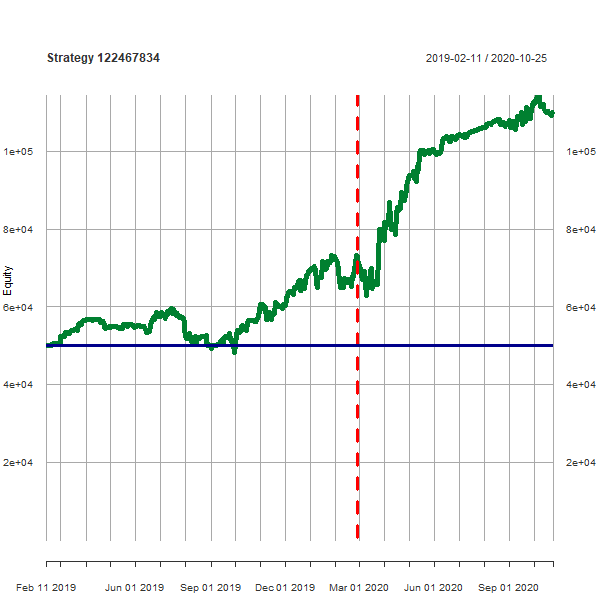 Strategy 122467834
2019-02-11 / 2020-10-25
1e+05
1e+05
8e+04
8e+04
Equity
6e+04
6e+04
4e+04
4e+04
2e+04
2e+04
Feb 11 2019
Jun 01 2019
Sep 01 2019
Dec 01 2019
Mar 01 2020
Jun 01 2020
Sep 01 2020